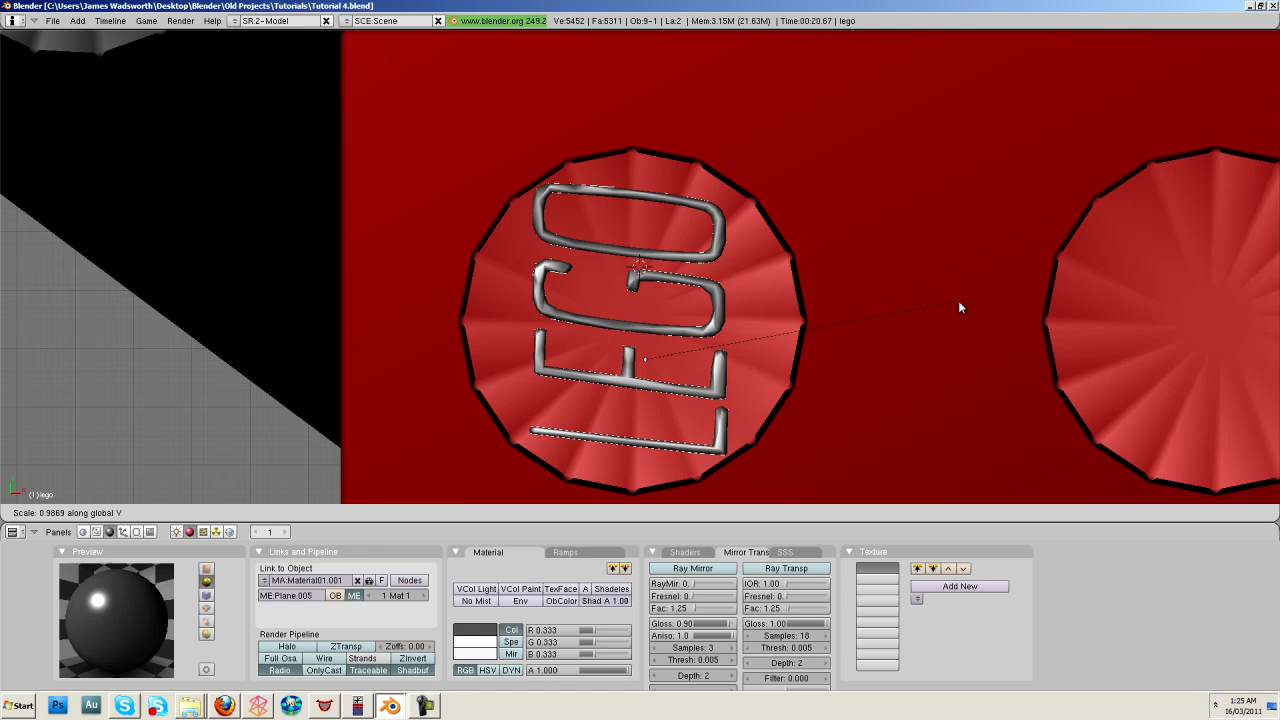 Blender [C:\Users\James Wadsworth\Desktop\Blender\Old Projects\Tutorials\Tutorial 4.blend]
File Add Timeline Game Render Help SR:2-Model SCE:Scene www.blender.org 249.2 Ve:5452 | Fa:5311 | Ob:9-1 | La:2 | Mem:3.15M (21.63M) | Time:00:20.67 | lego
LEGO
(1) lego
Scale: 0.9869 along global Y
Panels 1
Preview
Links and Pipeline
Link to Object
MA:Material01.001 F Nodes
ME:Plane.005 OB ME 1 Mat 1
Render Pipeline
Halo ZTransp Zoffs: 0.00
Full Osa Wire Strands ZInvert
Radio OnlyCast Traceable Shadbuf
Material Ramps
VCol Light VCol Paint TexFace A Shadeless
No Mist Env ObColor Shad A 1.00
Col R 0.333
Spe G 0.333
Mir B 0.333
RGB HSV DYN A 1.000
Shaders Mirror Trans SSS
Ray Mirror Ray Transp
RayMir: 0. IOR: 1.00
Fresnel: 0. Fresnel: 0.
Fac: 1.25 Fac: 1.25
Gloss: 0.90 Gloss: 1.00
Aniso: 1.0 Samples: 18
Samples: 3 Thresh: 0.005
Thresh: 0.005 Depth: 2
Depth: 2 Filter: 0.000
Texture
Add New
Start Ps Au 1:25 AM
16/03/2011